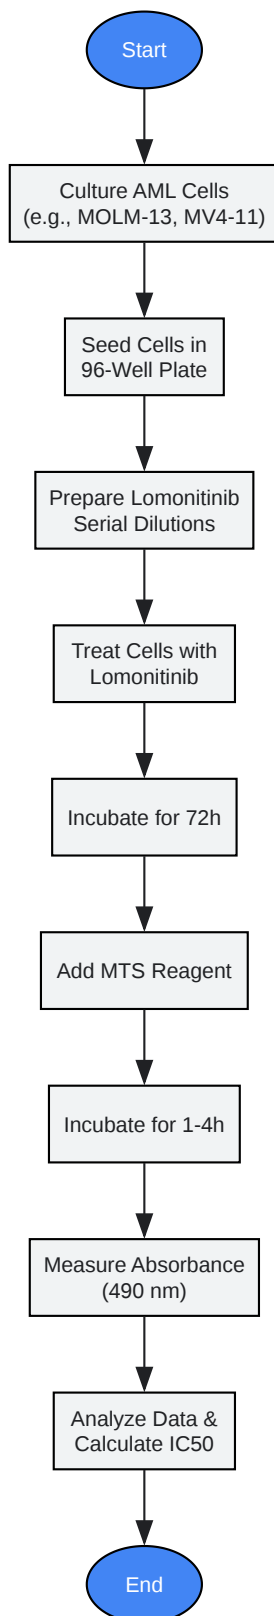 Start
Culture AML Cells
(e.g., MOLM-13, MV4-11)
Seed Cells in
96-Well Plate
Prepare Lomonitinib
Serial Dilutions
Treat Cells with
Lomonitinib
Incubate for 72h
Add MTS Reagent
Incubate for 1-4h
Measure Absorbance
(490 nm)
Analyze Data &
Calculate IC50
End